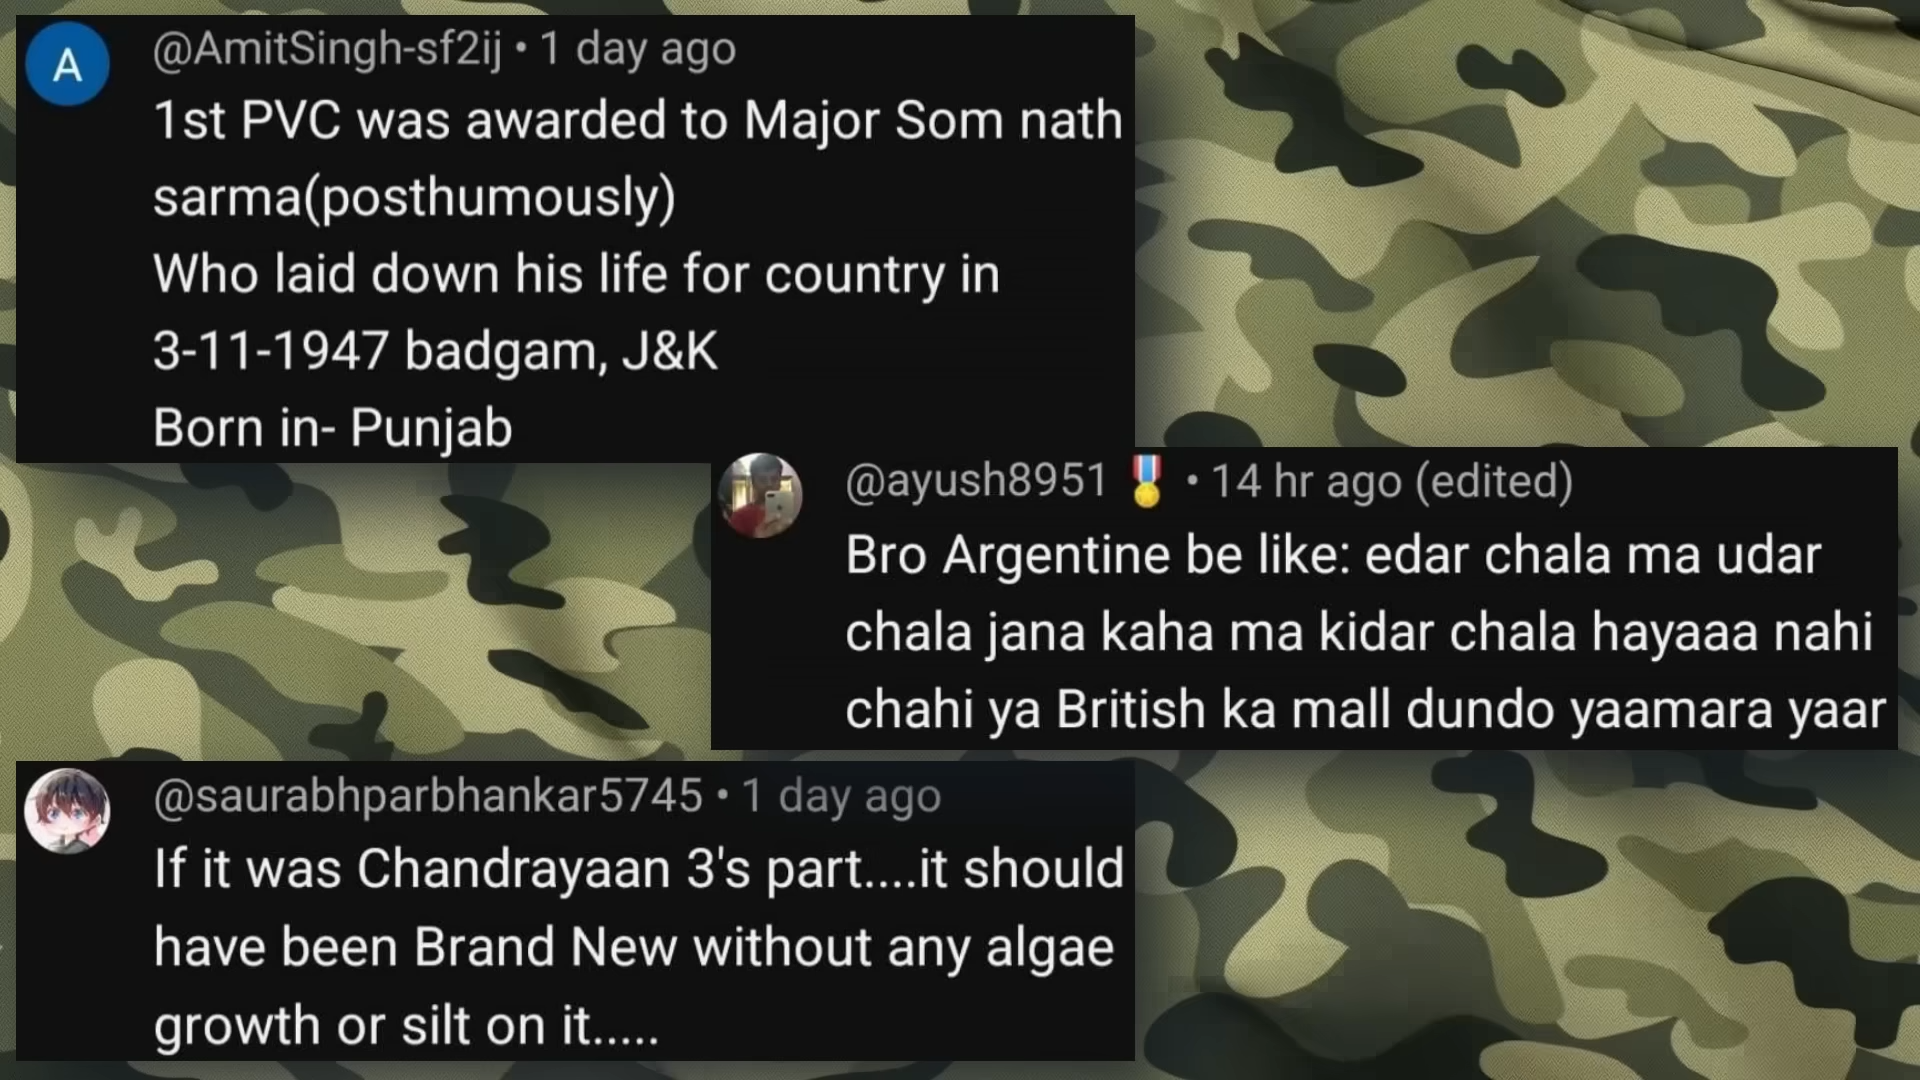 A
@AmitSingh-sf2ij • 1 day ago
1st PVC was awarded to Major Som nath
sarma(posthumously)
Who laid down his life for country in
3-11-1947 badgam, J&K
Born in- Punjab
@ayush8951 🎖️ • 14 hr ago (edited)
Bro Argentine be like: edar chala ma udar
chala jana kaha ma kidar chala hayaaa nahi
chahi ya British ka mall dundo yaamara yaar
@saurabhparbhankar5745 • 1 day ago
If it was Chandrayaan 3's part....it should
have been Brand New without any algae
growth or silt on it.....